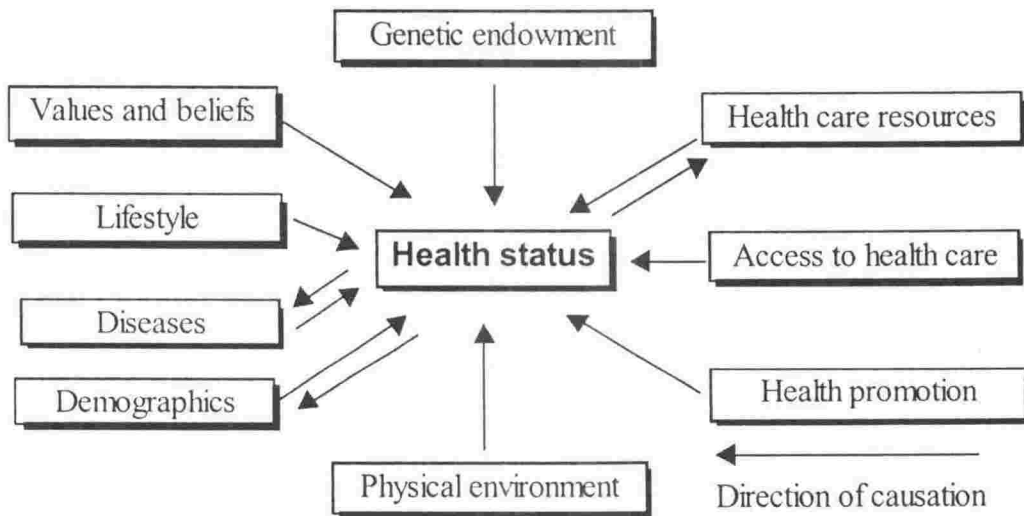 Genetic endowment
Values and beliefs
Health care resources
Lifestyle
Health status
Access to health care
Diseases
Demographics
Health promotion
Physical environment
Direction of causation